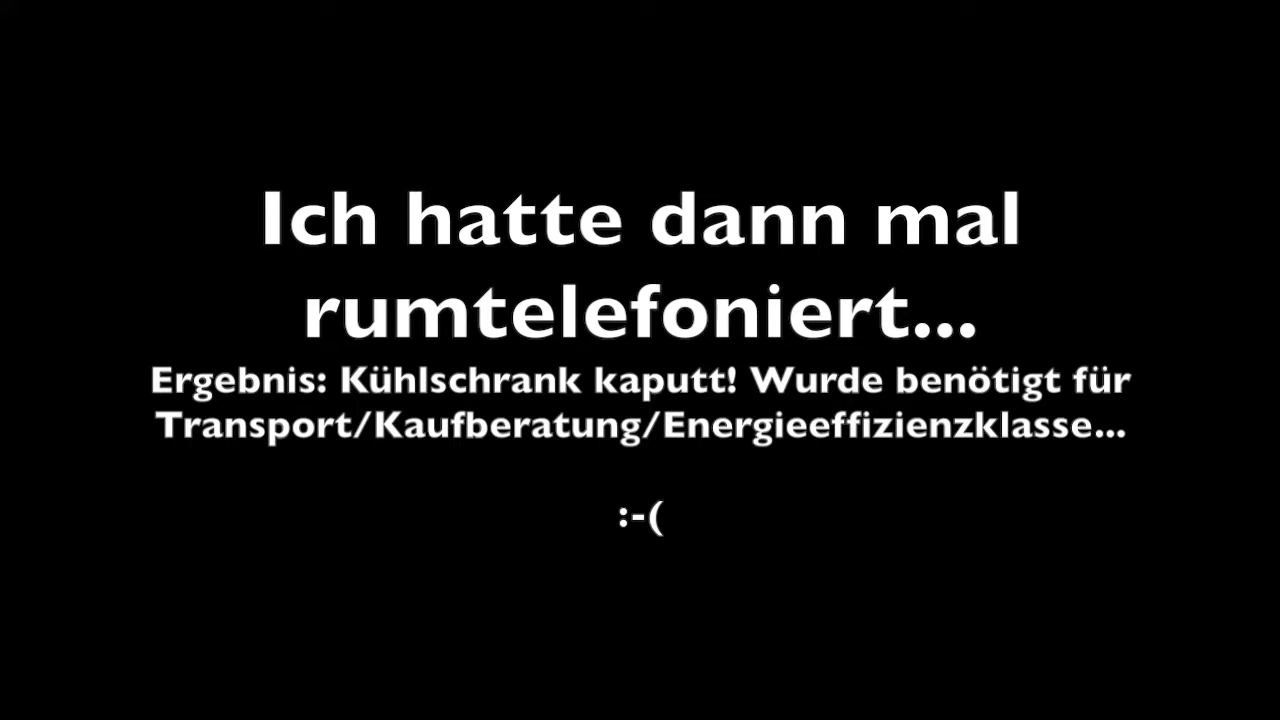 Ich hatte dann mal
rumtelefoniert...
Ergebnis: Kühlschrank kaputt! Wurde benötigt für
Transport/Kaufberatung/Energieeffizienzklasse...
:-(